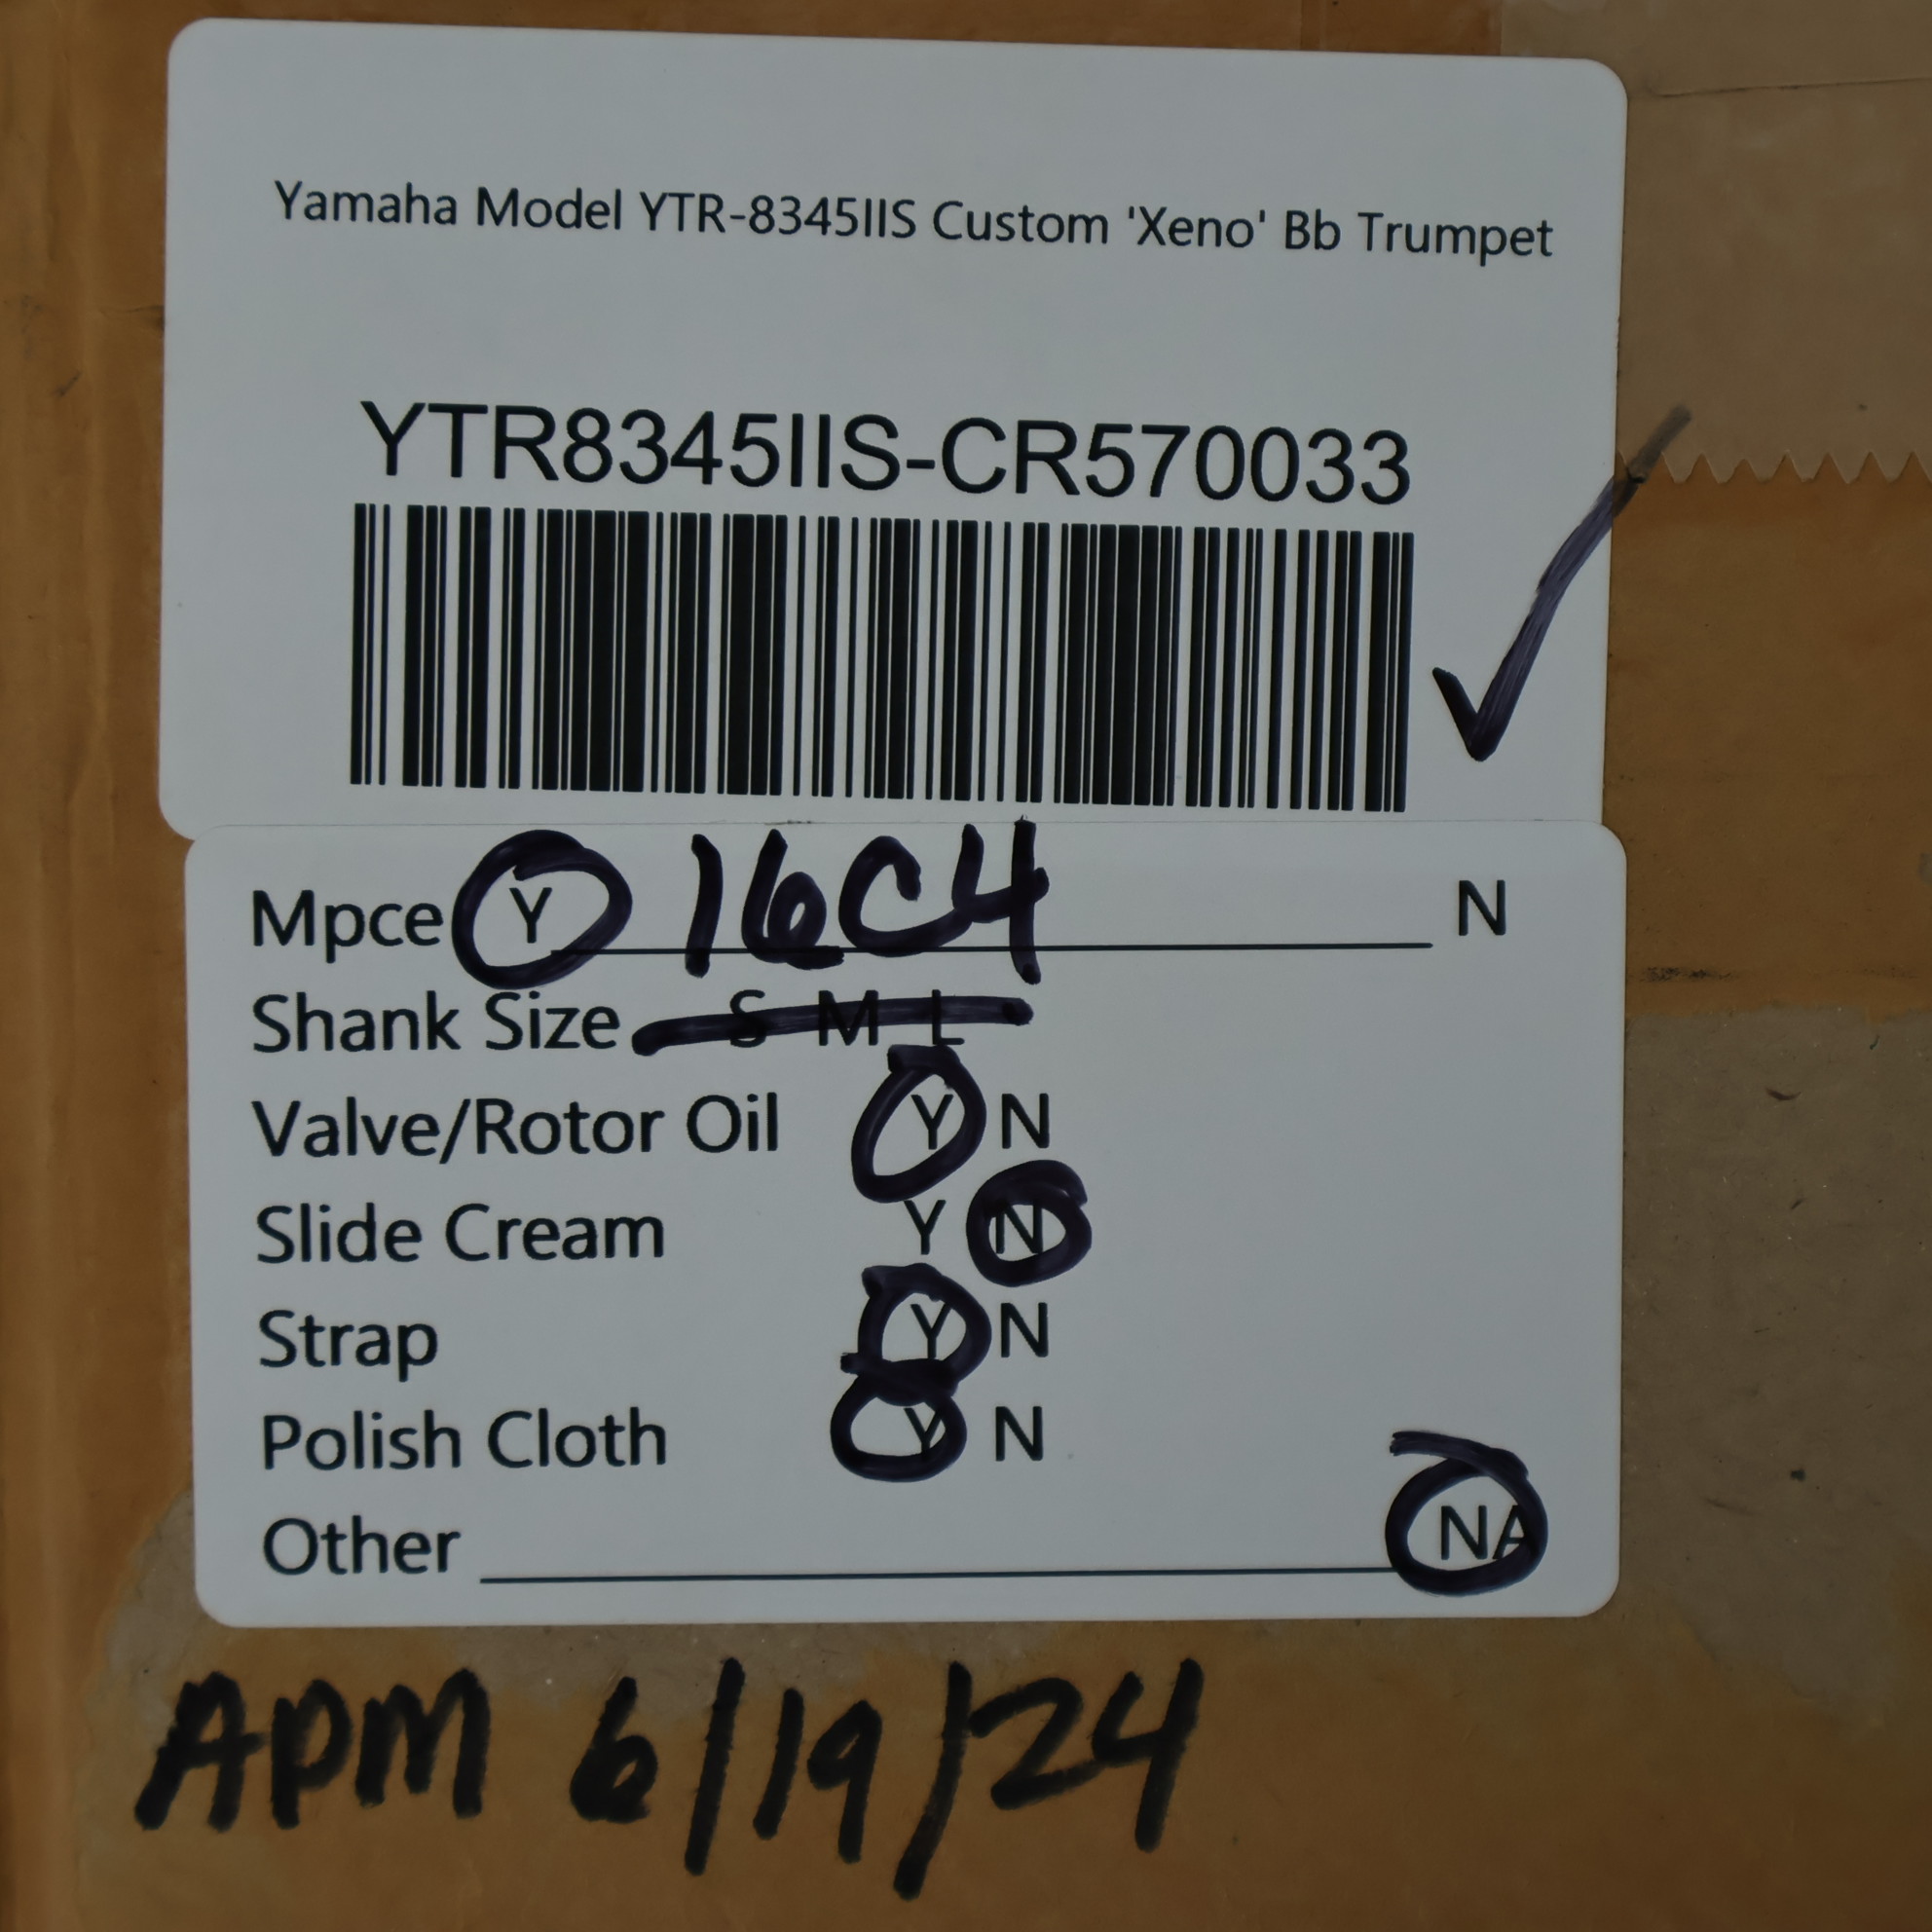 Yamaha Model YTR-8345IIS Custom 'Xeno' Bb Trumpet
YTR8345IIS-CR570033
Mpce Y 16C4 N
Shank Size S M L
Valve/Rotor Oil Y N
Slide Cream Y N
Strap Y N
Polish Cloth Y N
Other NA
APM 6/19/24